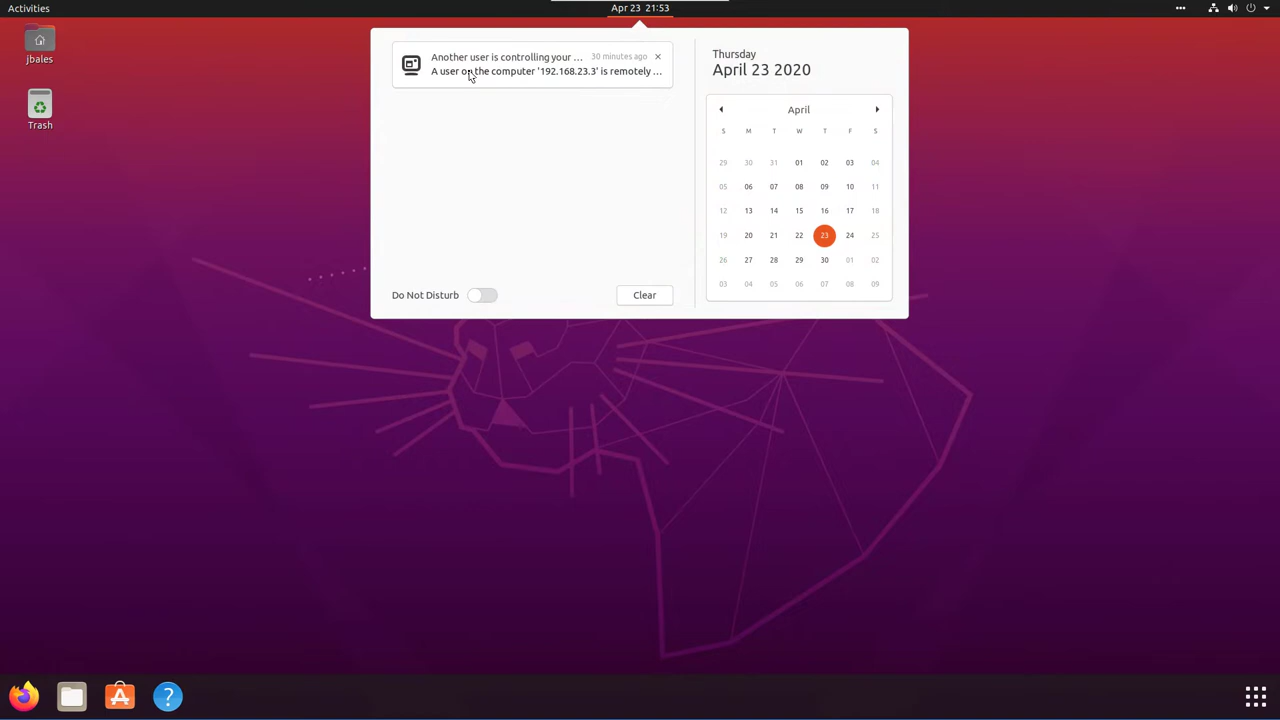 Activities
Apr 23 21:53
jbales
Trash
Another user is controlling your ...
30 minutes ago
A user on the computer '192.168.23.3' is remotely ...
Do Not Disturb
Clear
Thursday
April 23 2020
April
S M T W T F S
29 30 31 01 02 03 04
05 06 07 08 09 10 11
12 13 14 15 16 17 18
19 20 21 22 23 24 25
26 27 28 29 30 01 02
03 04 05 06 07 08 09